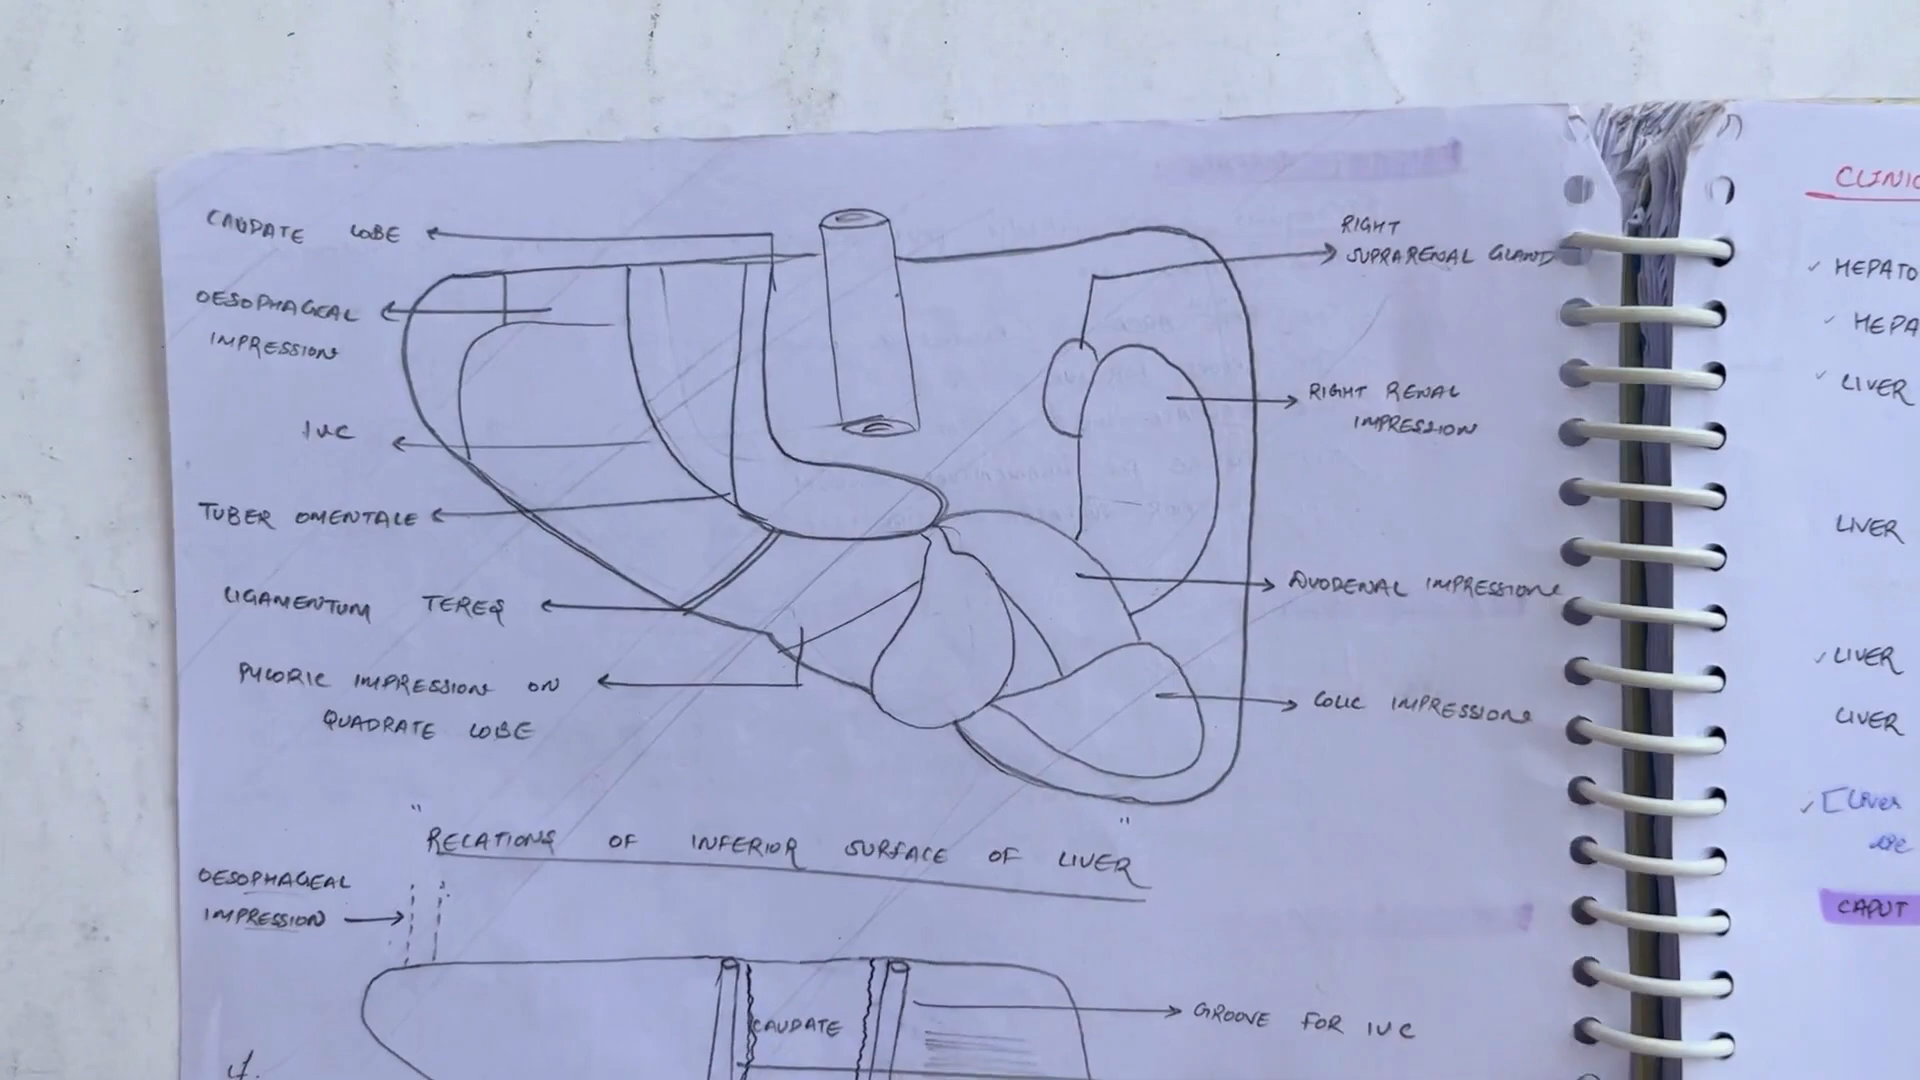 CAUDATE LOBE
OESOPHAGEAL
IMPRESSION
IVC
TUBER OMENTALE
LIGAMENTUM TERES
PYLORIC IMPRESSION ON
QUADRATE LOBE
RIGHT
SUPRARENAL GLAND
RIGHT RENAL
IMPRESSION
DUODENAL IMPRESSION
COLIC IMPRESSION
"RELATIONS OF INFERIOR SURFACE OF LIVER"
OESOPHAGEAL
IMPRESSION
CAUDATE
GROOVE FOR IVC
CLINIC
HEPATO
HEPA
LIVER
LIVER
LIVER
LIVER
[Liver
CAPUT